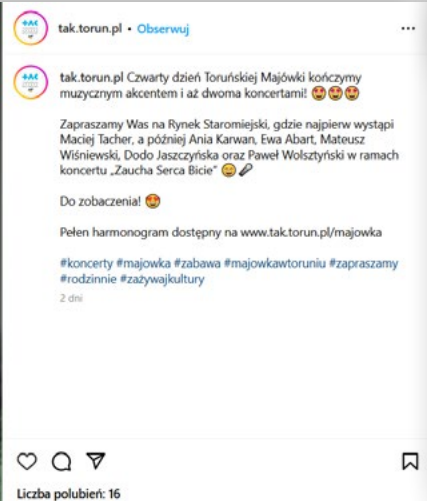 tak.torun.pl • Obserwuj
tak.torun.pl Czwarty dzień Toruńskiej Majówki kończymy
muzycznym akcentem i aż dwoma koncertami! 😍😍😍
Zapraszamy Was na Rynek Staromiejski, gdzie najpierw wystąpi
Maciej Tacher, a później Ania Karwan, Ewa Abart, Mateusz
Wiśniewski, Dodo Jaszczyńska oraz Paweł Wolsztyński w ramach
koncertu „Zaucha Serca Bicie" 😄🎤
Do zobaczenia! 😍
Pełen harmonogram dostępny na www.tak.torun.pl/majowka
#koncerty #majowka #zabawa #majowkawtoruniu #zapraszamy
#rodzinnie #zażywajkultury
2 dni
Liczba polubień: 16